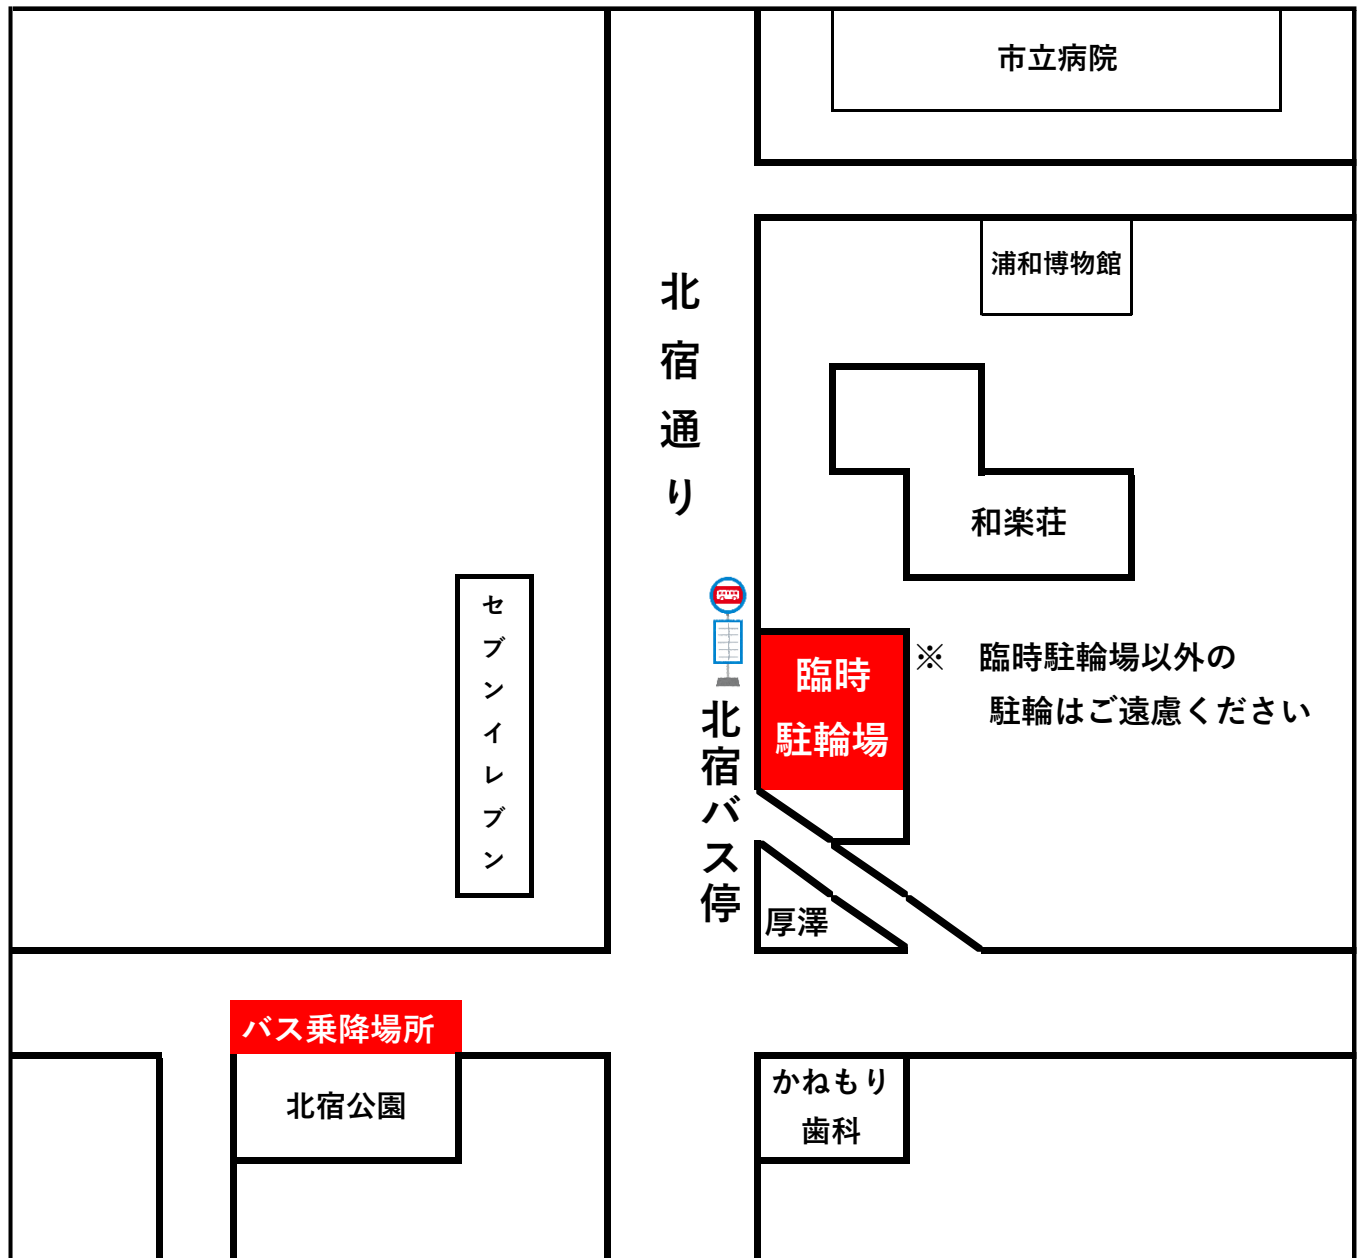 市立病院
浦和博物館
北宿通り
和楽荘
セブンイレブン
臨時
駐輪場
※ 臨時駐輪場以外の
駐輪はご遠慮ください
北宿バス停
厚澤
バス乗降場所
北宿公園
かねもり
歯科